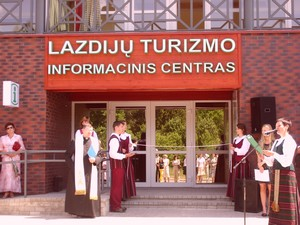 LAZDIJŲ TURIZMO
INFORMACINIS CENTRAS